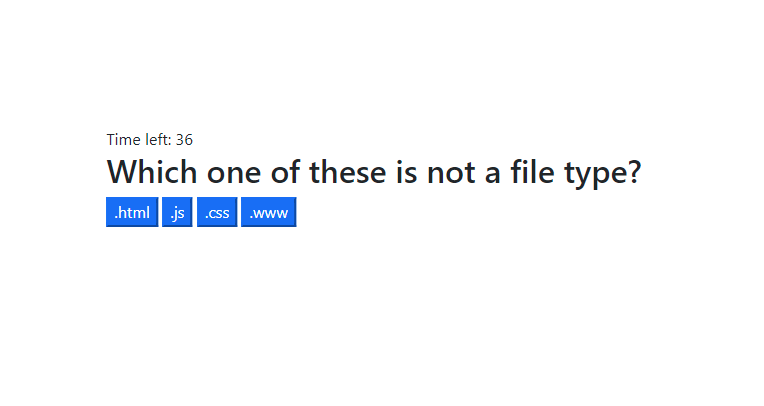 Time left: 36
Which one of these is not a file type?
.html .js .css .www